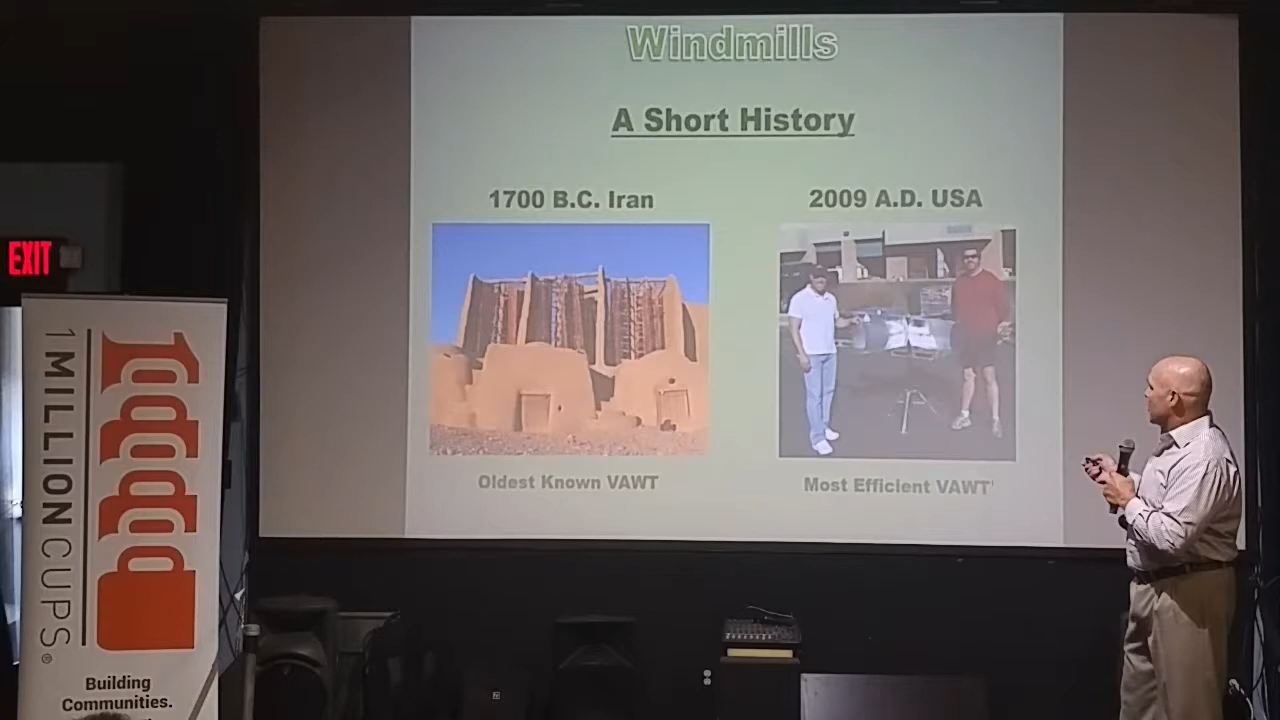 Windmills
A Short History
1700 B.C. Iran
2009 A.D. USA
Oldest Known VAWT
Most Efficient VAWT'
EXIT
1 MILLION CUPS®
Building
Communities.